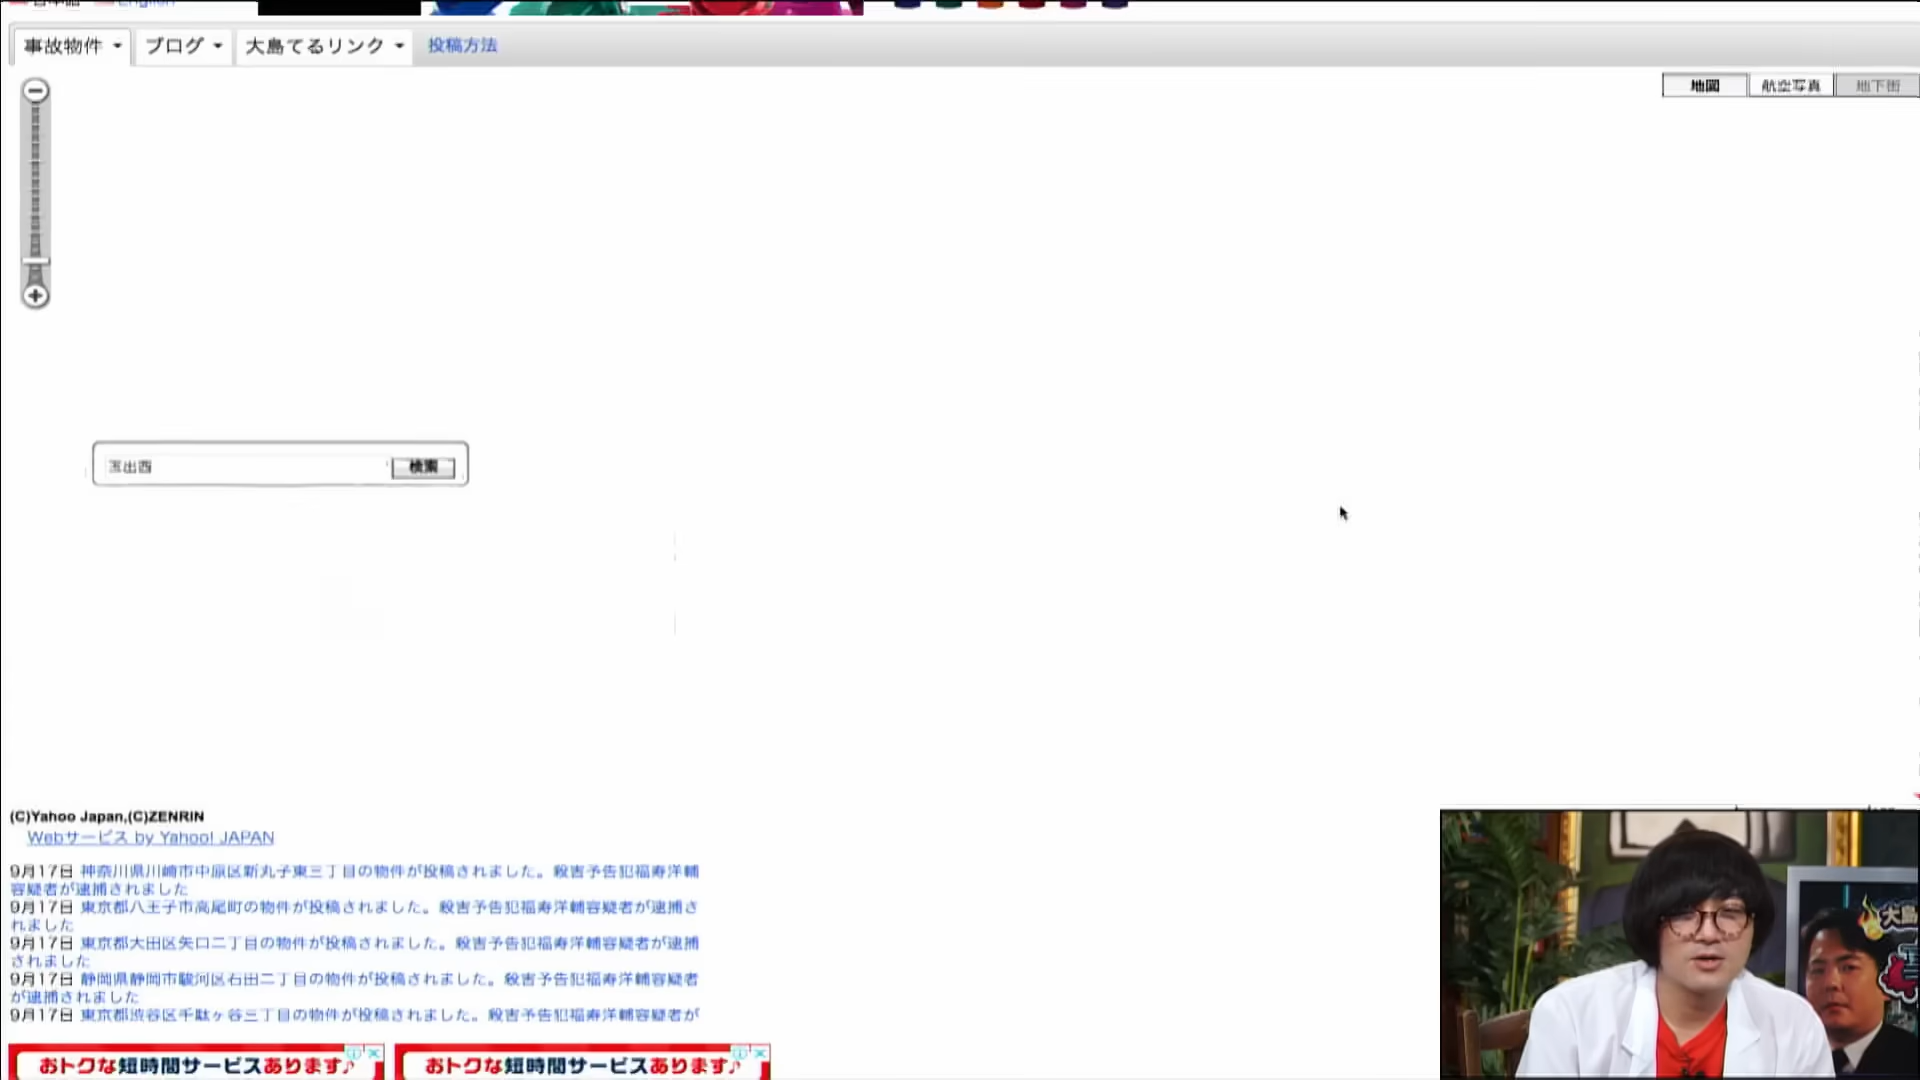 日本語 English
事故物件 ブログ 大島てるリンク 投稿方法
地図 航空写真 地下街
玉出西 検索
(C)Yahoo Japan,(C)ZENRIN
Webサービス by Yahoo! JAPAN
9月17日 神奈川県川崎市中原区新丸子東三丁目の物件が投稿されました。殺害予告犯福寿洋輔
容疑者が逮捕されました
9月17日 東京都八王子市高尾町の物件が投稿されました。殺害予告犯福寿洋輔容疑者が逮捕さ
れました
9月17日 東京都大田区矢口二丁目の物件が投稿されました。殺害予告犯福寿洋輔容疑者が逮捕
されました
9月17日 静岡県静岡市駿河区石田二丁目の物件が投稿されました。殺害予告犯福寿洋輔容疑者
が逮捕されました
9月17日 東京都渋谷区千駄ヶ谷三丁目の物件が投稿されました。殺害予告犯福寿洋輔容疑者が
おトクな短時間サービスあります♪ おトクな短時間サービスあります♪
大島